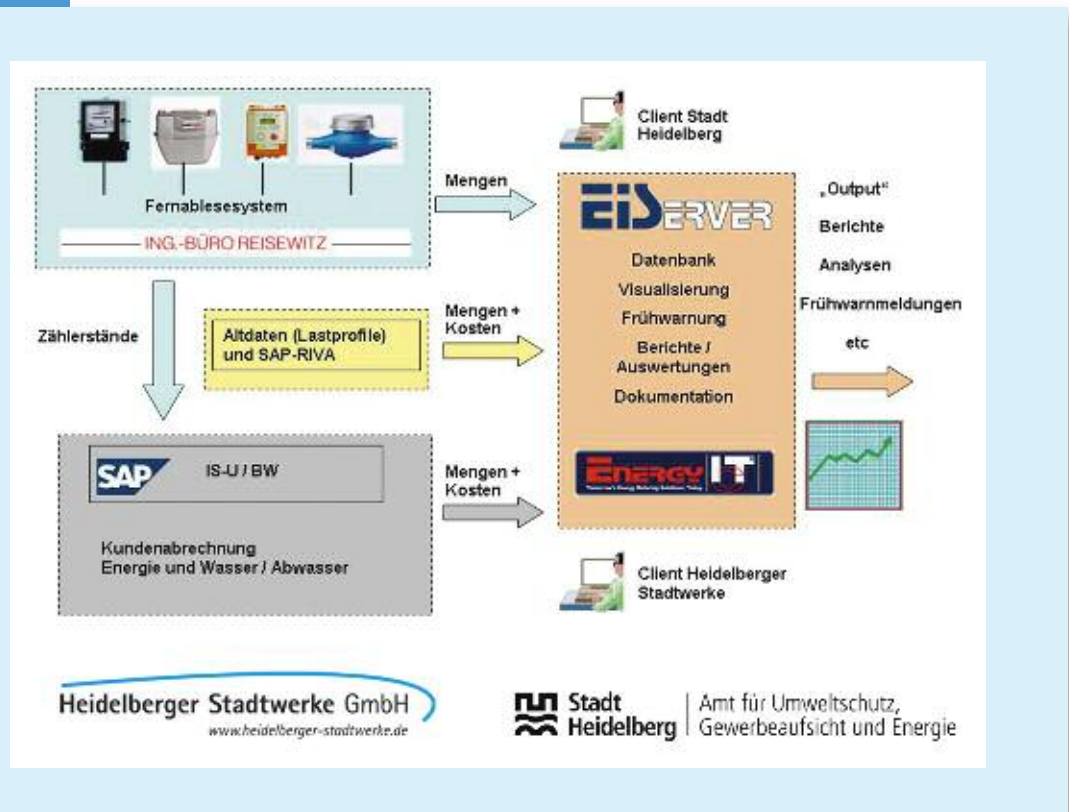 Fernablesesystem
ING.-BÜRO REISEWITZ
Mengen
Client Stadt
Heidelberg
EiSERVER
Datenbank
Visualisierung
Frühwarnung
Berichte /
Auswertungen
Dokumentation
„Output“
Berichte
Analysen
Frühwarnmeldungen
etc
Zählerstände
Altdaten (Lastprofile)
und SAP-RIVA
Mengen +
Kosten
SAP
IS-U / BW
Kundenabrechnung
Energie und Wasser / Abwasser
Mengen +
Kosten
ENERGY IT
Client Heidelberger
Stadtwerke
Heidelberger Stadtwerke GmbH
www.heidelberger-stadtwerke.de
Stadt
Heidelberg
Amt für Umweltschutz,
Gewerbeaufsicht und Energie